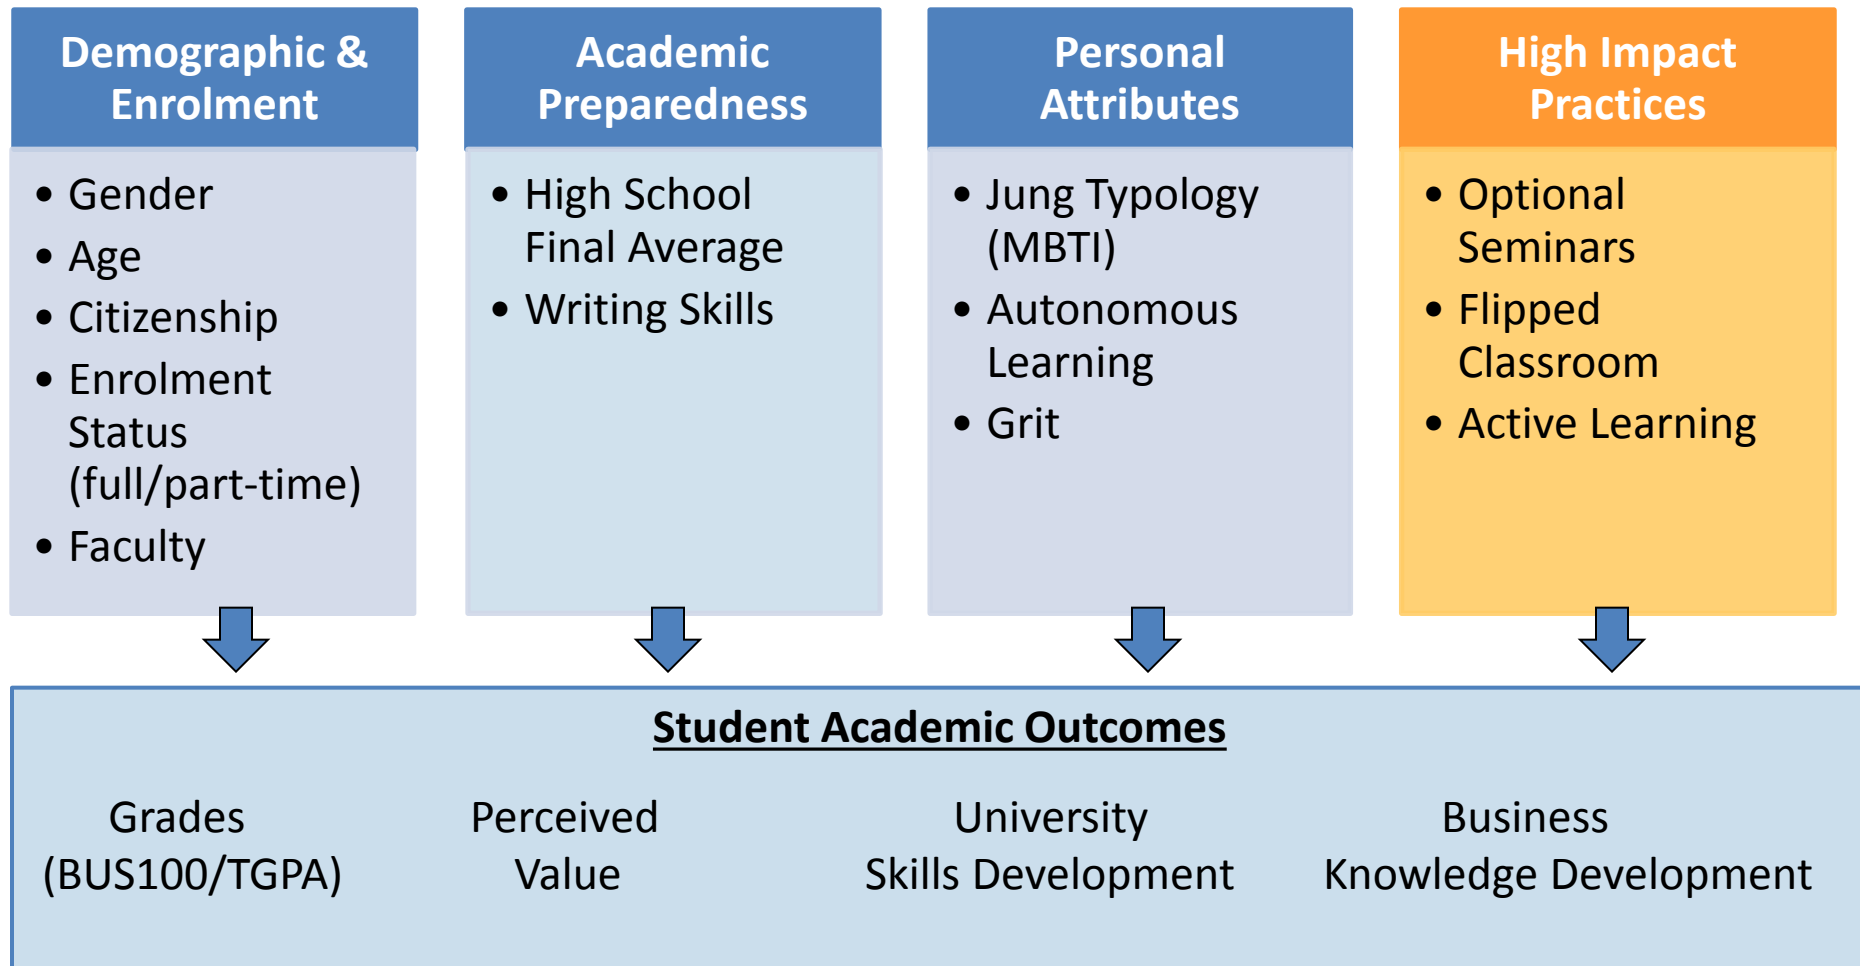 Demographic &
Enrolment
• Gender
• Age
• Citizenship
• Enrolment
Status
(full/part-time)
• Faculty
Academic
Preparedness
• High School
Final Average
• Writing Skills
Personal
Attributes
• Jung Typology
(MBTI)
• Autonomous
Learning
• Grit
High Impact
Practices
• Optional
Seminars
• Flipped
Classroom
• Active Learning
Student Academic Outcomes
Grades
(BUS100/TGPA)
Perceived
Value
University
Skills Development
Business
Knowledge Development